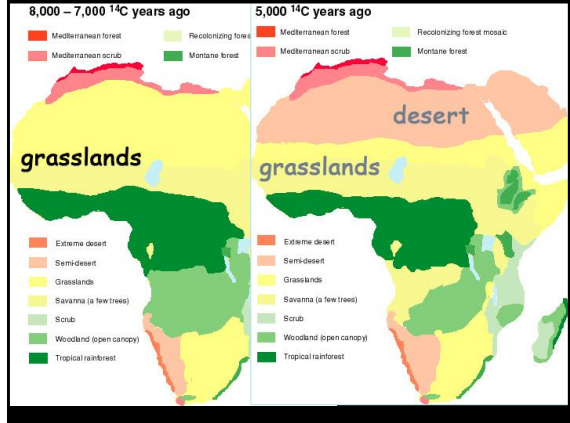 8,000 – 7,000 ¹⁴C years ago
Mediterranean forest
Recolonizing fores
Mediterranean scrub
Montane forest
grasslands
Extreme desert
Semi-desert
Grasslands
Savanna (a few trees)
Scrub
Woodland (open canopy)
Tropical rainforest
5,000 ¹⁴C years ago
Mediterranean forest
Recolonizing forest mosaic
Mediterranean scrub
Montane forest
desert
grasslands
Extreme desert
Semi-desert
Grasslands
Savanna (a few trees)
Scrub
Woodland (open canopy)
Tropical rainforest